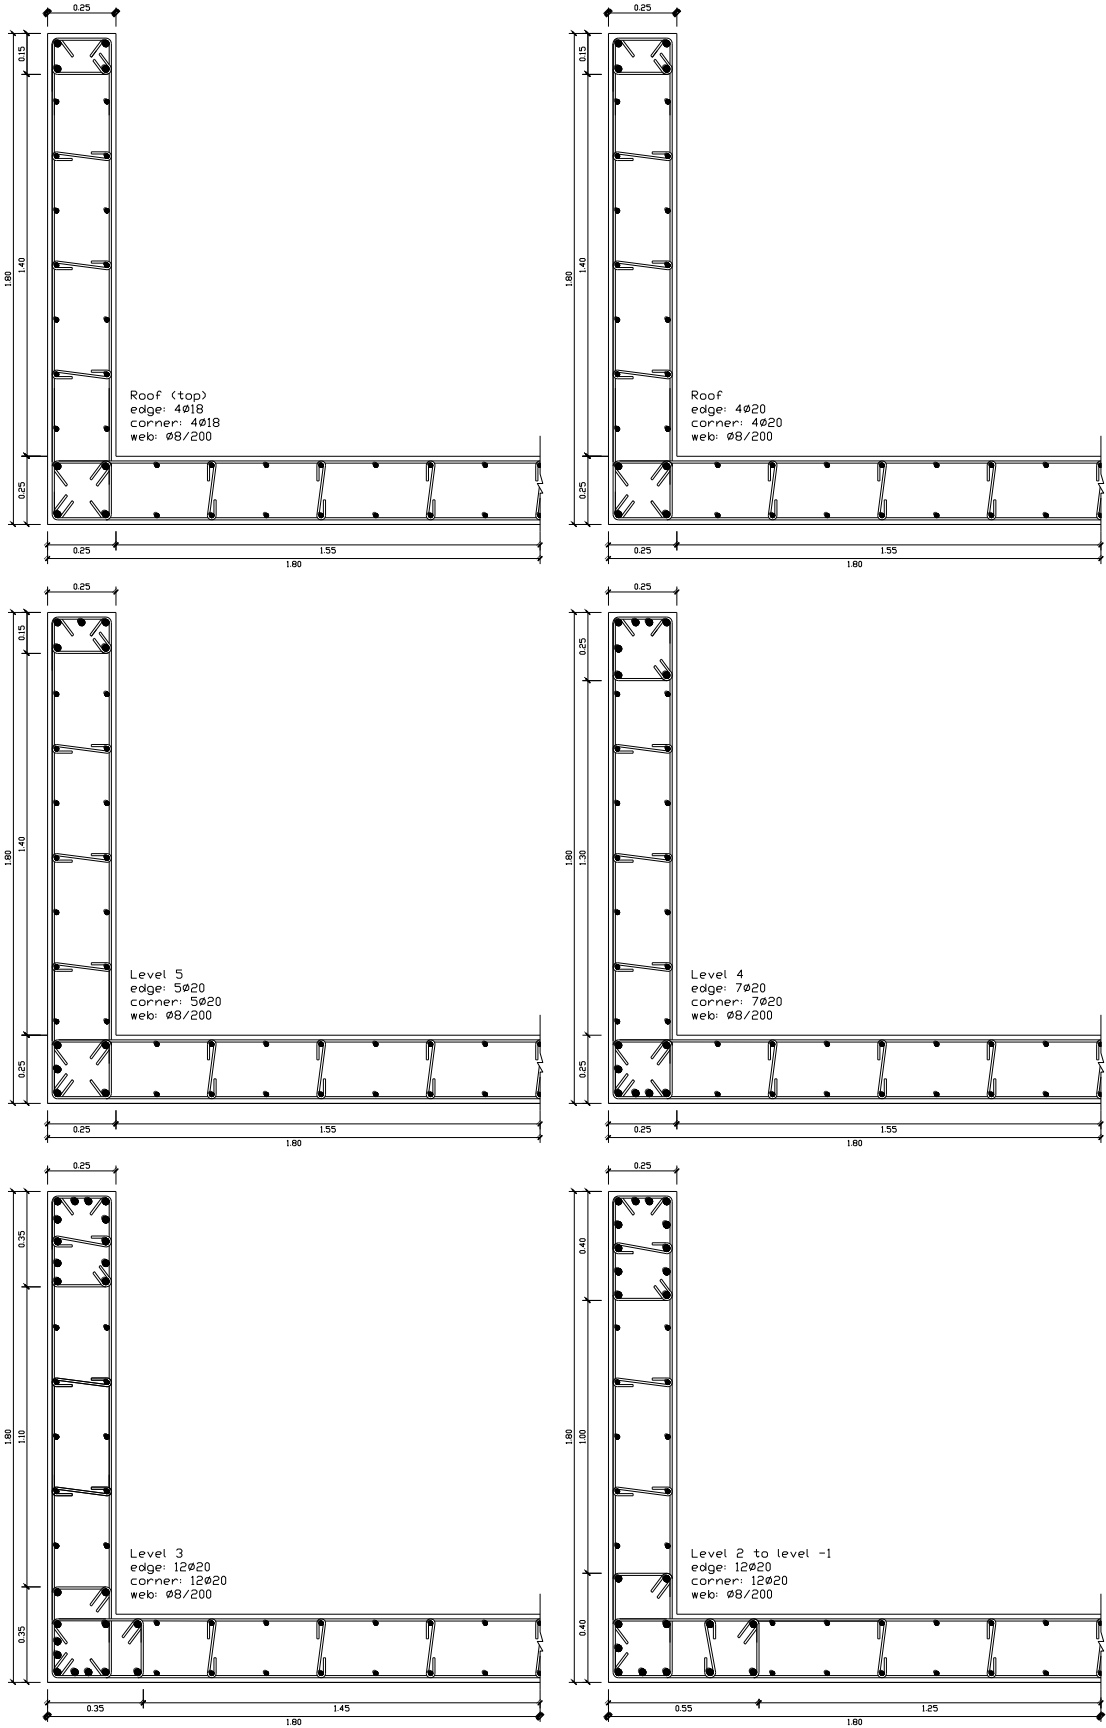 0.25
0.15
1.40
1.80
Roof (top)
edge: 4Ø18
corner: 4Ø18
web: Ø8/200
0.25
0.25
1.55
1.80
0.25
0.15
1.40
1.80
Roof
edge: 4Ø20
corner: 4Ø20
web: Ø8/200
0.25
0.25
1.55
1.80
0.25
0.15
1.40
1.80
Level 5
edge: 5Ø20
corner: 5Ø20
web: Ø8/200
0.25
0.25
1.55
1.80
0.25
0.25
1.30
1.80
Level 4
edge: 7Ø20
corner: 7Ø20
web: Ø8/200
0.25
0.25
1.55
1.80
0.25
0.35
1.10
1.80
Level 3
edge: 12Ø20
corner: 12Ø20
web: Ø8/200
0.35
0.35
1.45
1.80
0.25
0.40
1.00
1.80
Level 2 to level -1
edge: 12Ø20
corner: 12Ø20
web: Ø8/200
0.40
0.55
1.25
1.80